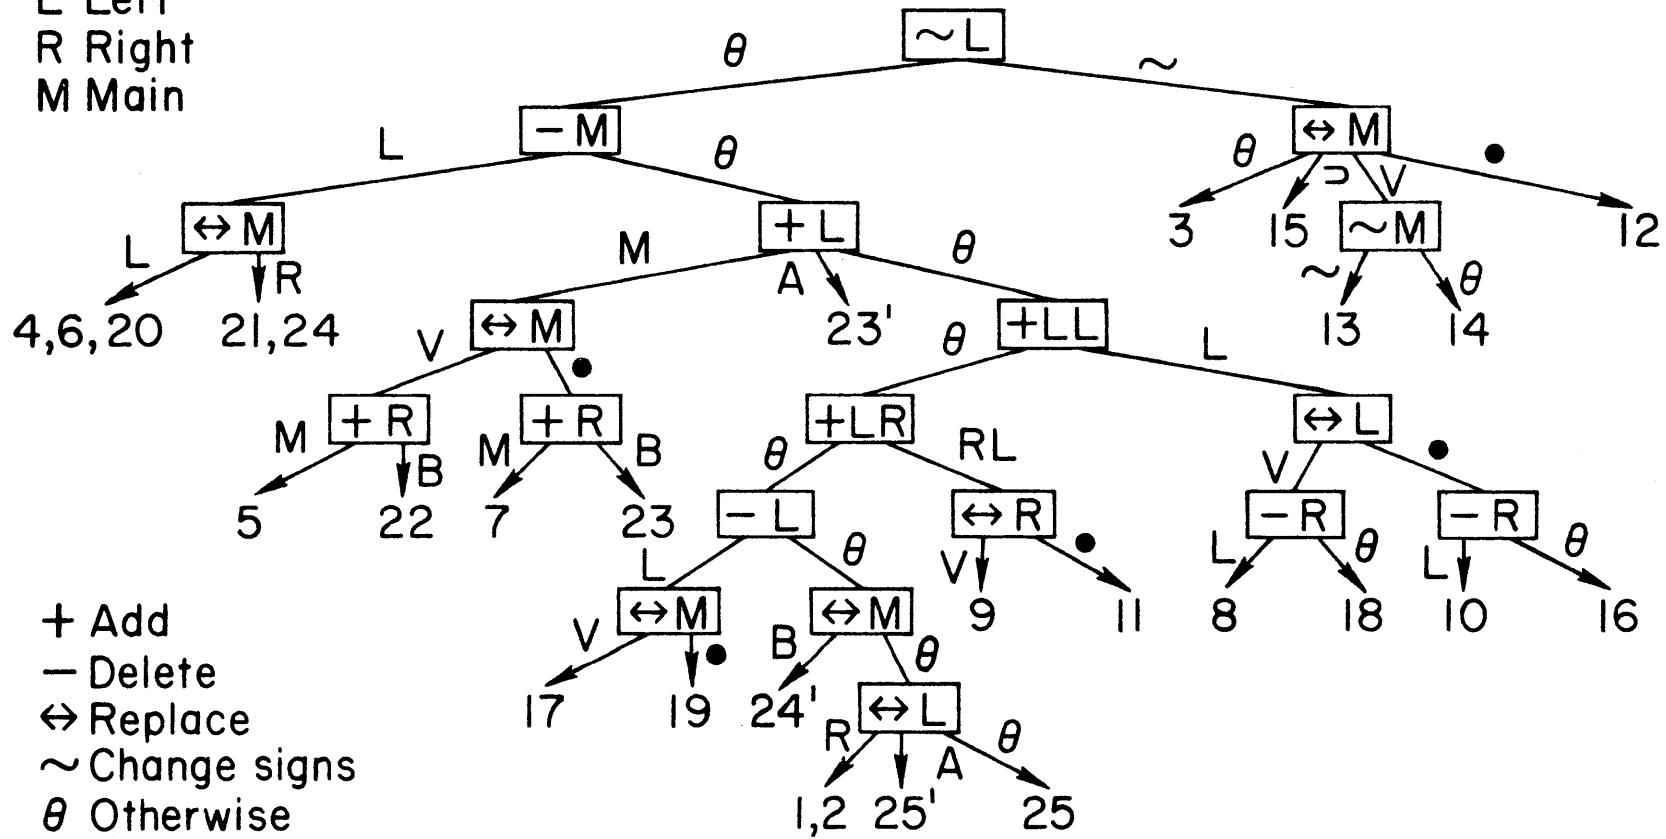 L Left
R Right
M Main
~ L
θ
~
− M
↔ M
L
θ
θ
⊃
V
●
↔ M
+ L
3
15
~ M
12
L
R
M
A
θ
~
θ
4,6,20
21,24
↔ M
23'
+LL
13
14
V
●
θ
L
+ R
+ R
+LR
↔ L
M
B
M
B
θ
RL
V
●
5
22
7
23
− L
↔ R
− R
− R
L
θ
V
●
L
θ
L
θ
↔ M
↔ M
9
11
8
18
10
16
V
●
B
θ
17
19
24'
↔ L
R
A
θ
1,2
25'
25
+ Add
− Delete
↔ Replace
~ Change signs
θ Otherwise